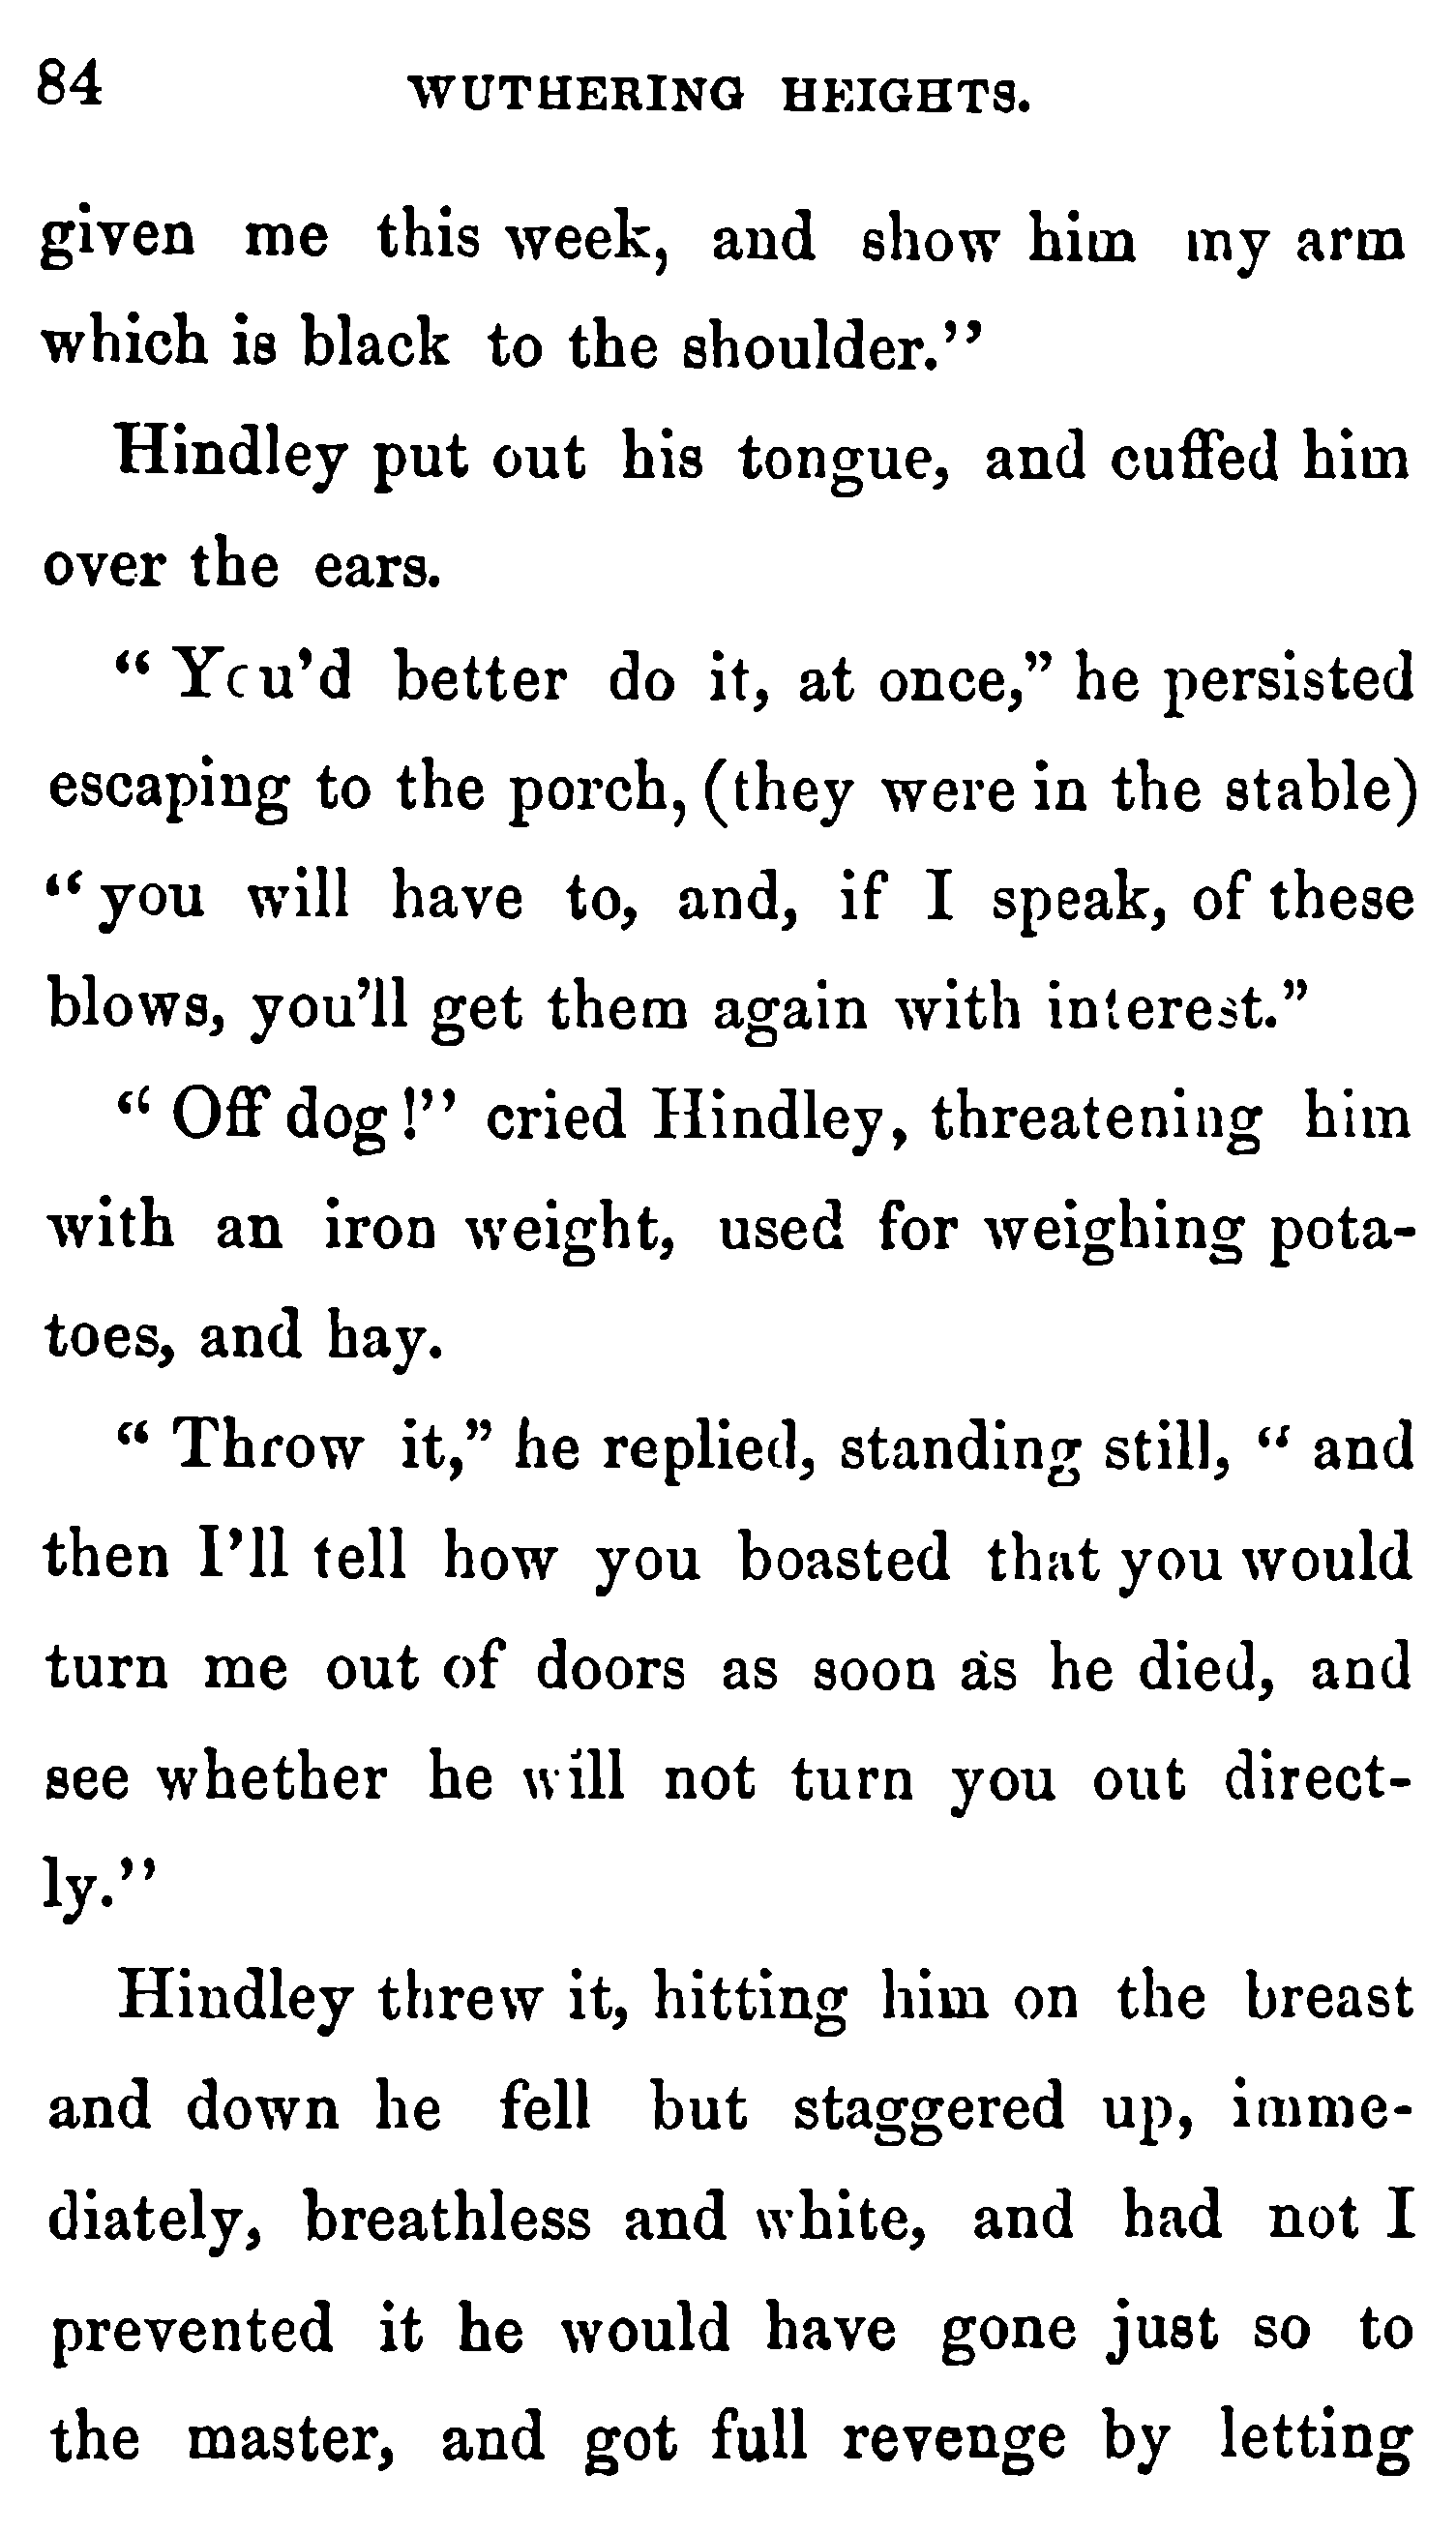 84 WUTHERING HEIGHTS.
given me this week, and show him my arm
which is black to the shoulder.''
Hindley put out his tongue, and cuffed him
over the ears.
“ You’d better do it, at once,” he persisted
escaping to the porch, (they were in the stable)
“you will have to, and, if I speak, of these
blows, you’ll get them again with interest.”
“ Off dog!’’ cried Hindley, threatening him
with an iron weight, used for weighing pota-
toes, and hay.
“ Throw it,” he replied, standing still, “ and
then I’ll tell how you boasted that you would
turn me out of doors as soon as he died, and
see whether he will not turn you out direct-
ly.’’
Hindley threw it, hitting him on the breast
and down he fell but staggered up, imme-
diately, breathless and white, and had not I
prevented it he would have gone just so to
the master, and got full revenge by letting